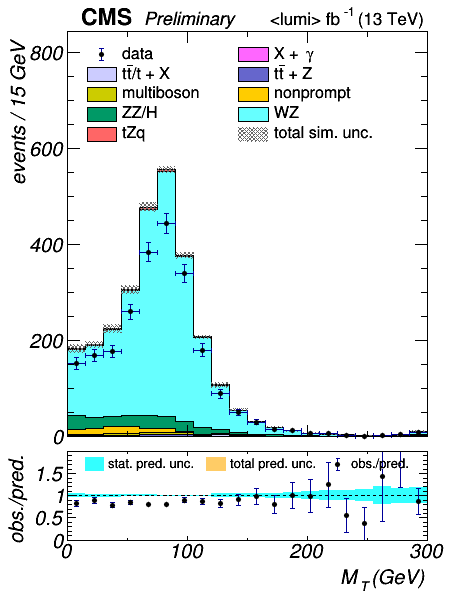 CMS Preliminary <lumi> fb⁻¹ (13 TeV)
events / 15 GeV
800
600
400
200
0
data
tt̄/t + X
multiboson
ZZ/H
tZ̄q
X + γ
tt̄ + Z
nonprompt
WZ
total sim. unc.
obs./pred.
1.5
1
0.5
0
stat. pred. unc. total pred. unc. obs./pred.
0 100 200 300
M_T (GeV)